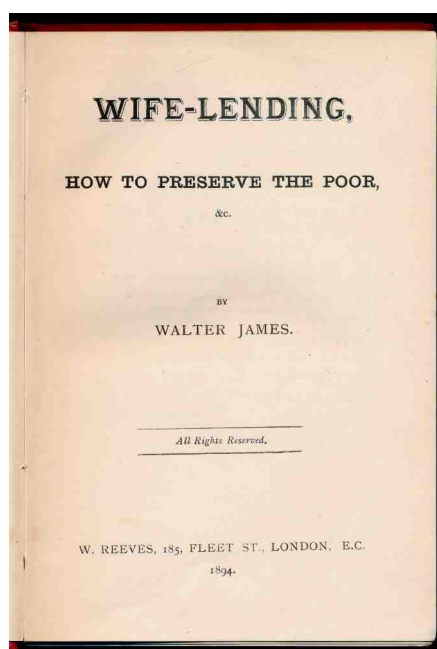 WIFE-LENDING,
HOW TO PRESERVE THE POOR,
&c.
BY
WALTER JAMES.
All Rights Reserved.
W. REEVES, 185, FLEET ST., LONDON, E.C.
1894.